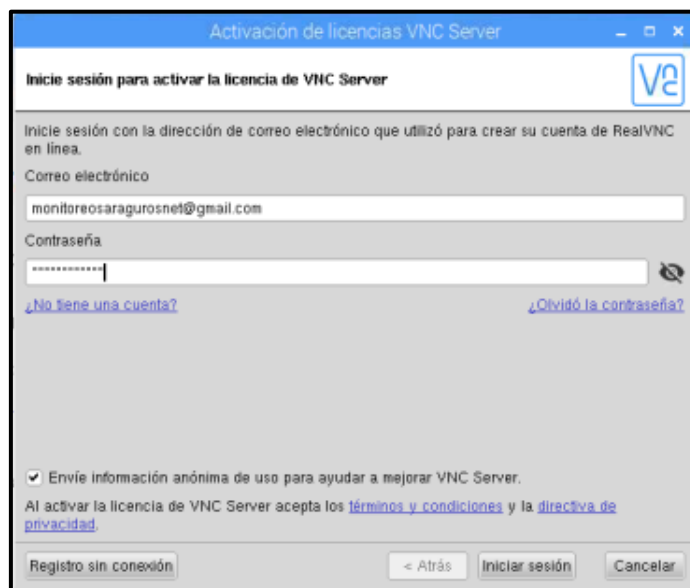 Activación de licencias VNC Server
Inicie sesión para activar la licencia de VNC Server
Inicie sesión con la dirección de correo electrónico que utilizó para crear su cuenta de RealVNC
en línea.
Correo electrónico
monitoreosaragurosnet@gmail.com
Contraseña
¿No tiene una cuenta? ¿Olvidó la contraseña?
Envíe información anónima de uso para ayudar a mejorar VNC Server.
Al activar la licencia de VNC Server acepta los términos y condiciones y la directiva de
privacidad.
Registro sin conexión < Atrás Iniciar sesión Cancelar